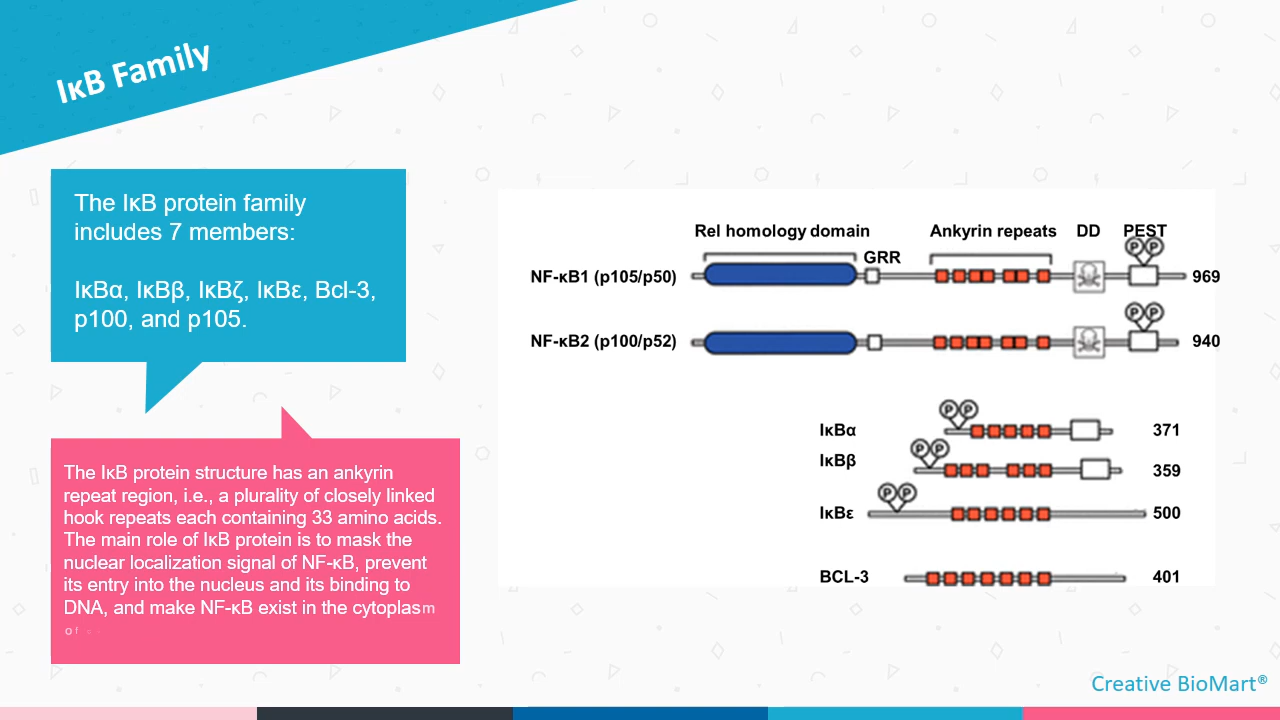 IκB Family
The IκB protein family
includes 7 members:
IκBα, IκBβ, IκBζ, IκBε, Bcl-3,
p100, and p105.
The IκB protein structure has an ankyrin
repeat region, i.e., a plurality of closely linked
hook repeats each containing 33 amino acids.
The main role of IκB protein is to mask the
nuclear localization signal of NF-κB, prevent
its entry into the nucleus and its binding to
DNA, and make NF-κB exist in the cytoplasm
of
Rel homology domain
Ankyrin repeats
DD
PEST
GRR
P P
NF-κB1 (p105/p50)
969
P P
NF-κB2 (p100/p52)
940
P P
IκBα
371
P P
IκBβ
359
P P
IκBε
500
BCL-3
401
Creative BioMart®